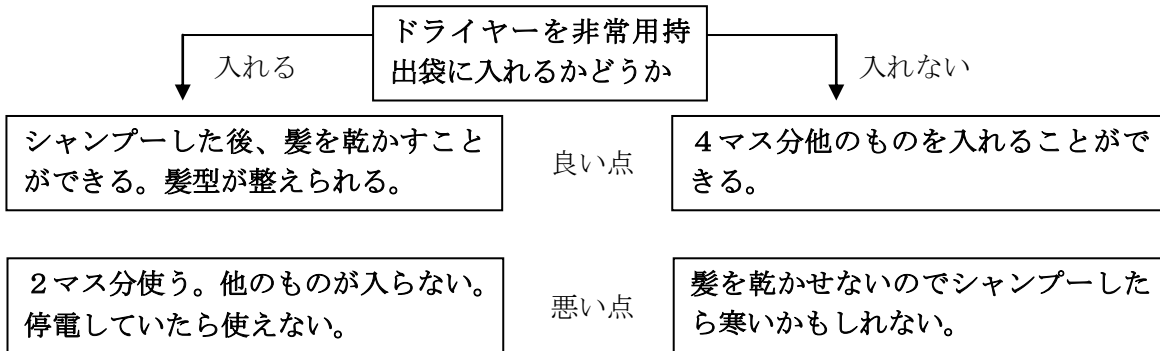 ドライヤーを非常用持
出袋に入れるかどうか
入れる
入れない
シャンプーした後、髪を乾かすこと
ができる。髪型が整えられる。
良い点
４マス分他のものを入れることがで
きる。
２マス分使う。他のものが入らない。
停電していたら使えない。
悪い点
髪を乾かせないのでシャンプーした
ら寒いかもしれない。